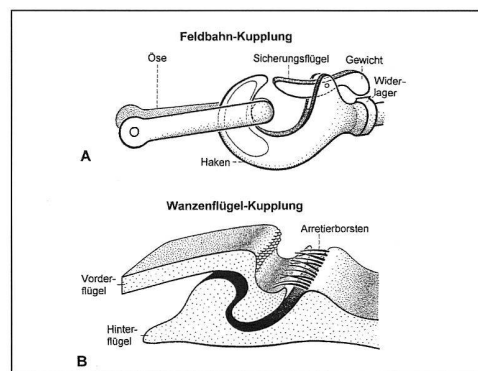 Feldbahn-Kupplung
Öse
Sicherungsflügel
Gewicht
Wider-
lager
A
Haken
Wanzenflügel-Kupplung
Arretierborsten
Vorder-
flügel
Hinter-
flügel
B